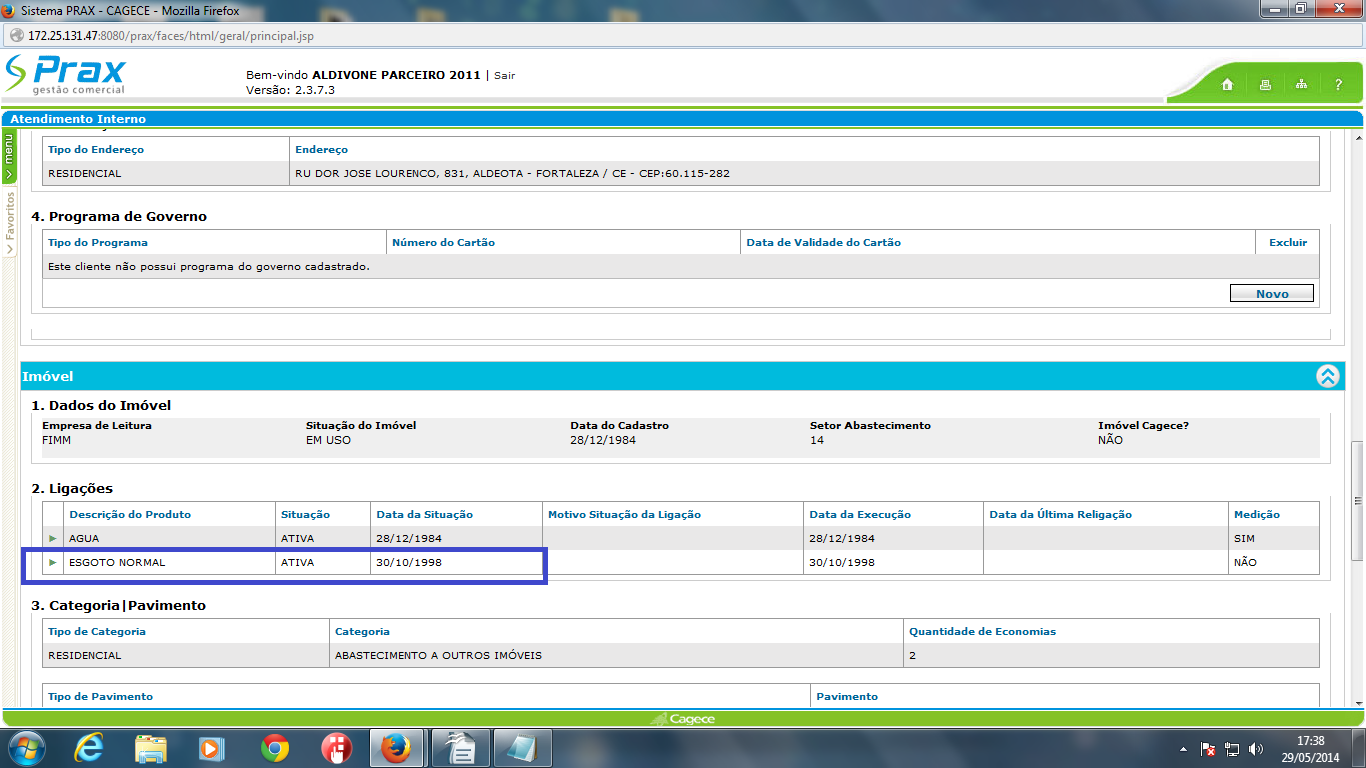 Sistema PRAX - CAGECE - Mozilla Firefox
172.25.131.47:8080/prax/faces/html/geral/principal.jsp
Prax
gestão comercial
Bem-vindo ALDIVONE PARCEIRO 2011 | Sair
Versão: 2.3.7.3
?
Atendimento Interno
menu
Favoritos
Tipo do Endereço Endereço
RESIDENCIAL RU DOR JOSE LOURENCO, 831, ALDEOTA - FORTALEZA / CE - CEP:60.115-282
4. Programa de Governo
Tipo do Programa Número do Cartão Data de Validade do Cartão Excluir
Este cliente não possui programa do governo cadastrado.
Novo
Imóvel
1. Dados do Imóvel
Empresa de Leitura Situação do Imóvel Data do Cadastro Setor Abastecimento Imóvel Cagece?
FIMM EM USO 28/12/1984 14 NÃO
2. Ligações
Descrição do Produto Situação Data da Situação Motivo Situação da Ligação Data da Execução Data da Última Religação Medição
AGUA ATIVA 28/12/1984 28/12/1984 SIM
ESGOTO NORMAL ATIVA 30/10/1998 30/10/1998 NÃO
3. Categoria|Pavimento
Tipo de Categoria Categoria Quantidade de Economias
RESIDENCIAL ABASTECIMENTO A OUTROS IMÓVEIS 2
Tipo de Pavimento Pavimento
Cagece
17:38
29/05/2014